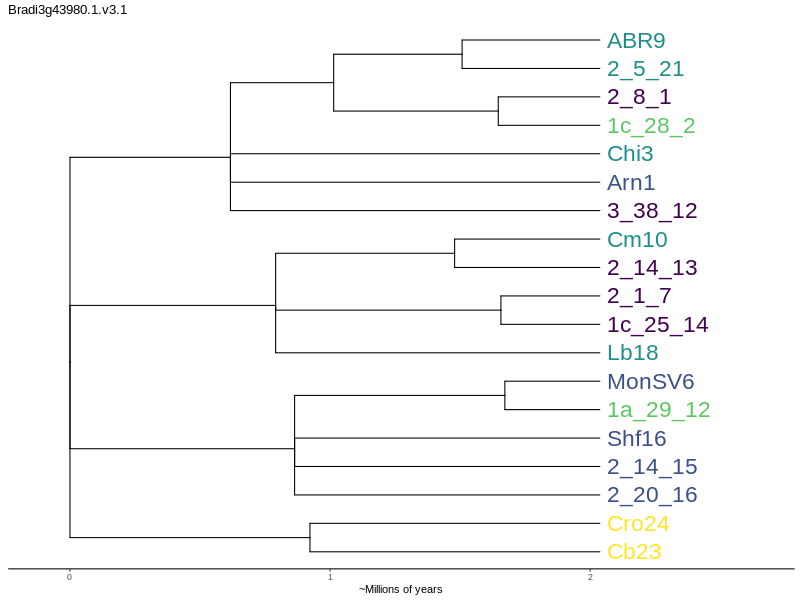 Bradi3g43980.1.v3.1
ABR9
2_5_21
2_8_1
1c_28_2
Chi3
Arn1
3_38_12
Cm10
2_14_13
2_1_7
1c_25_14
Lb18
MonSV6
1a_29_12
Shf16
2_14_15
2_20_16
Cro24
Cb23
0 1 2
~Millions of years